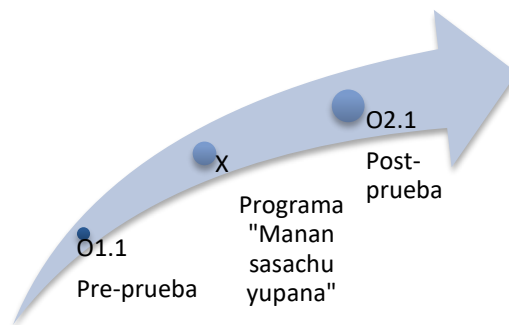 O1.1
Pre-prueba
X
Programa
"Manan
sasachu
yupana"
O2.1
Post-
prueba